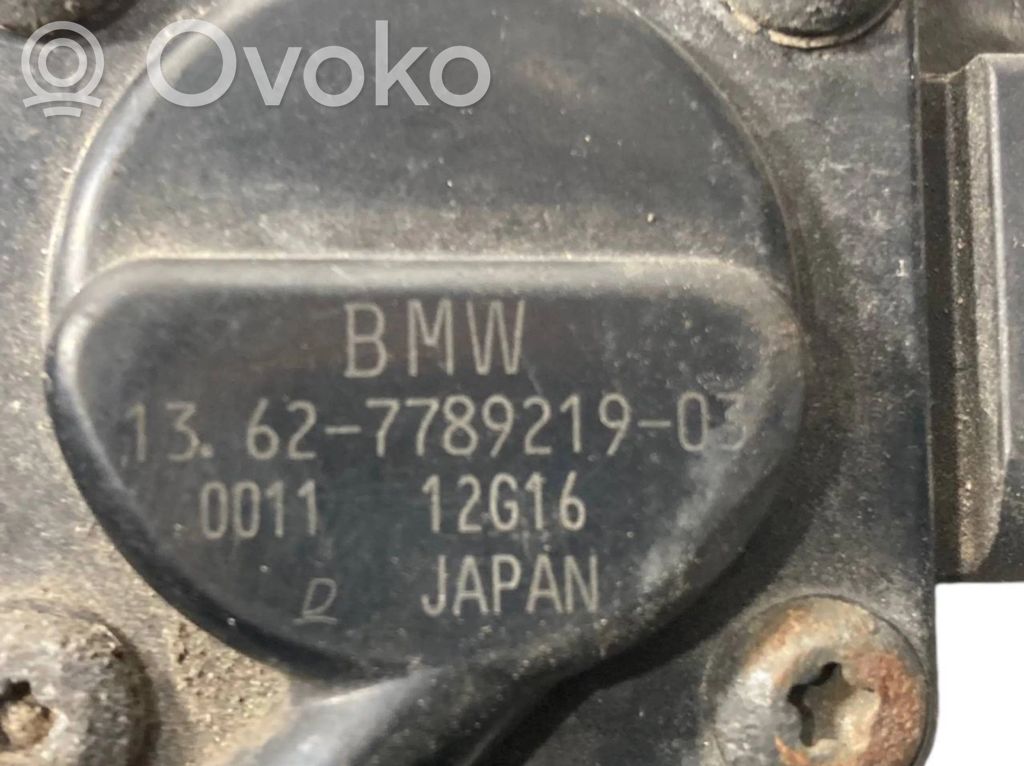 Ovoko
BMW
13. 62-7789219-03
0011 12G16
D JAPAN